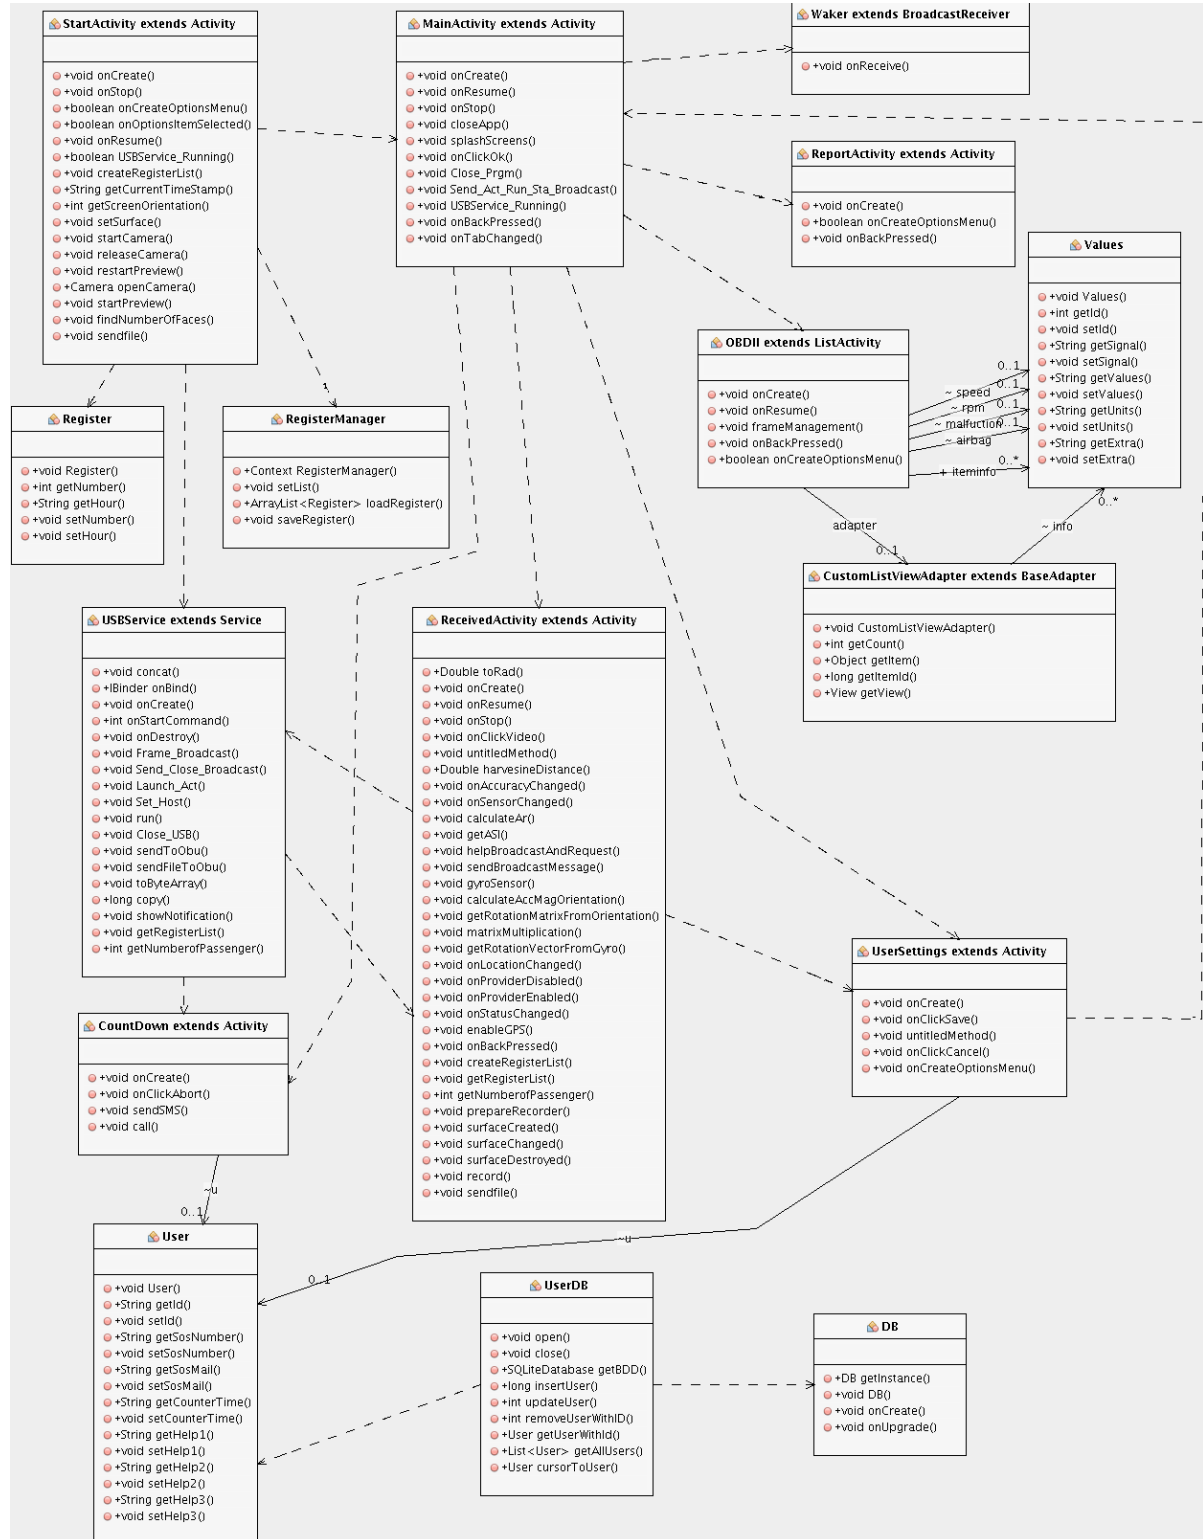 StartActivity extends Activity
+void onCreate()
+void onStop()
+boolean onCreateOptionsMenu()
+boolean onOptionsItemSelected()
+void onResume()
+boolean USBService_Running()
+void createRegisterList()
+String getCurrentTimeStamp()
+int getScreenOrientation()
+void setSurface()
+void startCamera()
+void releaseCamera()
+void restartPreview()
+Camera openCamera()
+void startPreview()
+void findNumberOfFaces()
+void sendfile()
MainActivity extends Activity
+void onCreate()
+void onResume()
+void onStop()
+void closeApp()
+void splashScreens()
+void onClickOk()
+void Close_Prgm()
+void Send_Act_Run_Sta_Broadcast()
+void USBService_Running()
+void onBackPressed()
+void onTabChanged()
Waker extends BroadcastReceiver
+void onReceive()
ReportActivity extends Activity
+void onCreate()
+boolean onCreateOptionsMenu()
+void onBackPressed()
Values
+void Values()
+int getId()
+void setId()
+String getSignal()
+void setSignal()
+String getValues()
+void setValues()
+String getUnits()
+void setUnits()
+String getExtra()
+void setExtra()
OBDII extends ListActivity
+void onCreate()
+void onResume()
+void frameManagement()
+void onBackPressed()
+boolean onCreateOptionsMenu()
0..1
~ speed
0..1
~ rpm
0..1
~ malfuction
0..1
~ airbag
0..*
+ iteminfo
1
Register
+void Register()
+int getNumber()
+String getHour()
+void setNumber()
+void setHour()
RegisterManager
+Context RegisterManager()
+void setList()
+ArrayList<Register> loadRegister()
+void saveRegister()
adapter
0..1
0..*
~ info
CustomListViewAdapter extends BaseAdapter
+void CustomListViewAdapter()
+int getCount()
+Object getItem()
+long getItemId()
+View getView()
USBService extends Service
+void concat()
+IBinder onBind()
+void onCreate()
+int onStartCommand()
+void onDestroy()
+void Frame_Broadcast()
+void Send_Close_Broadcast()
+void Launch_Act()
+void Set_Host()
+void run()
+void Close_USB()
+void sendToObu()
+void sendFileToObu()
+void toByteArray()
+long copy()
+void showNotification()
+void getRegisterList()
+int getNumberofPassenger()
ReceivedActivity extends Activity
+Double toRad()
+void onCreate()
+void onResume()
+void onStop()
+void onClickVideo()
+void untitledMethod()
+Double harvesineDistance()
+void onAccuracyChanged()
+void onSensorChanged()
+void calculateAr()
+void getASI()
+void helpBroadcastAndRequest()
+void sendBroadcastMessage()
+void gyroSensor()
+void calculateAccMagOrientation()
+void getRotationMatrixFromOrientation()
+void matrixMultiplication()
+void getRotationVectorFromGyro()
+void onLocationChanged()
+void onProviderDisabled()
+void onProviderEnabled()
+void onStatusChanged()
+void enableGPS()
+void onBackPressed()
+void createRegisterList()
+void getRegisterList()
+int getNumberofPassenger()
+void prepareRecorder()
+void surfaceCreated()
+void surfaceChanged()
+void surfaceDestroyed()
+void record()
+void sendfile()
UserSettings extends Activity
+void onCreate()
+void onClickSave()
+void untitledMethod()
+void onClickCancel()
+void onCreateOptionsMenu()
CountDown extends Activity
+void onCreate()
+void onClickAbort()
+void sendSMS()
+void call()
~u
0..1
User
+void User()
+String getId()
+void setId()
+String getSosNumber()
+void setSosNumber()
+String getSosMail()
+void setSosMail()
+String getCounterTime()
+void setCounterTime()
+String getHelp1()
+void setHelp1()
+String getHelp2()
+void setHelp2()
+String getHelp3()
+void setHelp3()
~u
0..1
UserDB
+void open()
+void close()
+SQLiteDatabase getBDD()
+long insertUser()
+int updateUser()
+int removeUserWithID()
+User getUserWithId()
+List<User> getAllUsers()
+User cursorToUser()
DB
+DB getInstance()
+void DB()
+void onCreate()
+void onUpgrade()